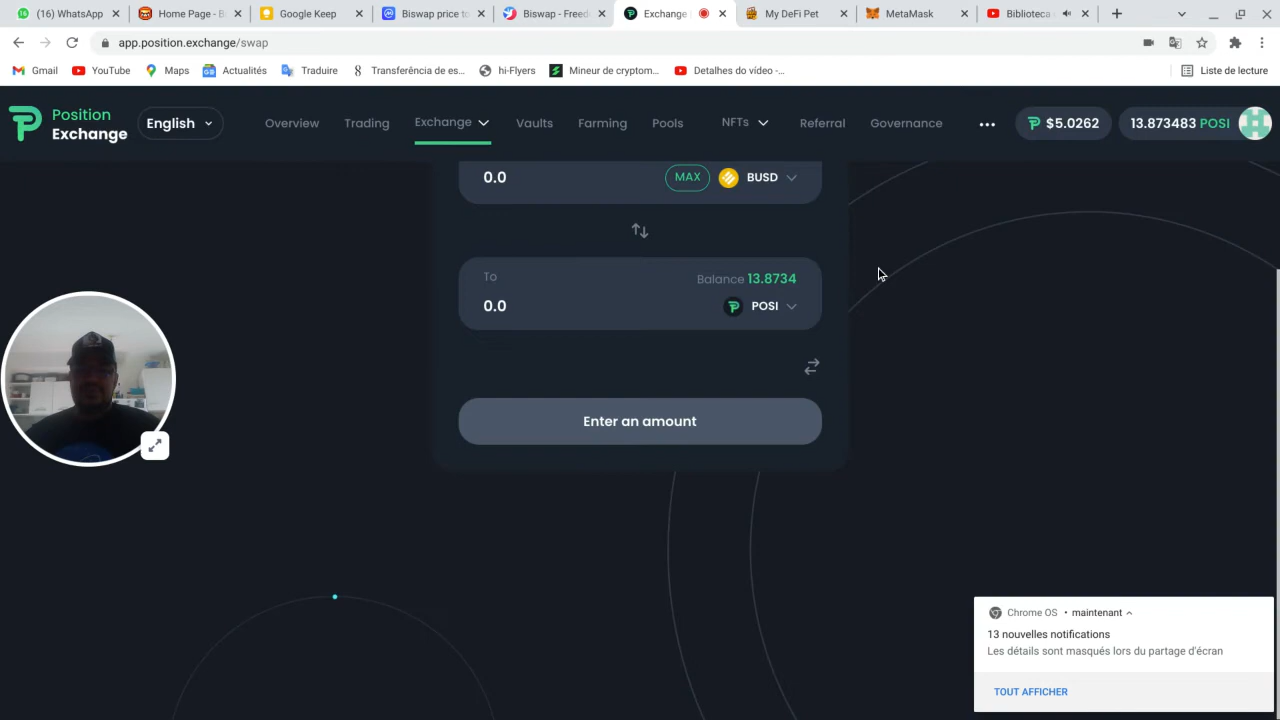 (16) WhatsApp
Home Page - B
Google Keep
Biswap price to
Biswap - Freed
Exchange
My DeFi Pet
MetaMask
Biblioteca
app.position.exchange/swap
Gmail
YouTube
Maps
Actualités
Traduire
Transferência de es...
hi-Flyers
Mineur de cryptom...
Detalhes do vídeo -...
Liste de lecture
Position
Exchange
English
Overview
Trading
Exchange
Vaults
Farming
Pools
NFTs
Referral
Governance
$5.0262
13.873483 POSI
0.0
MAX
BUSD
To
Balance 13.8734
0.0
POSI
Enter an amount
Chrome OS • maintenant
13 nouvelles notifications
Les détails sont masqués lors du partage d'écran
TOUT AFFICHER